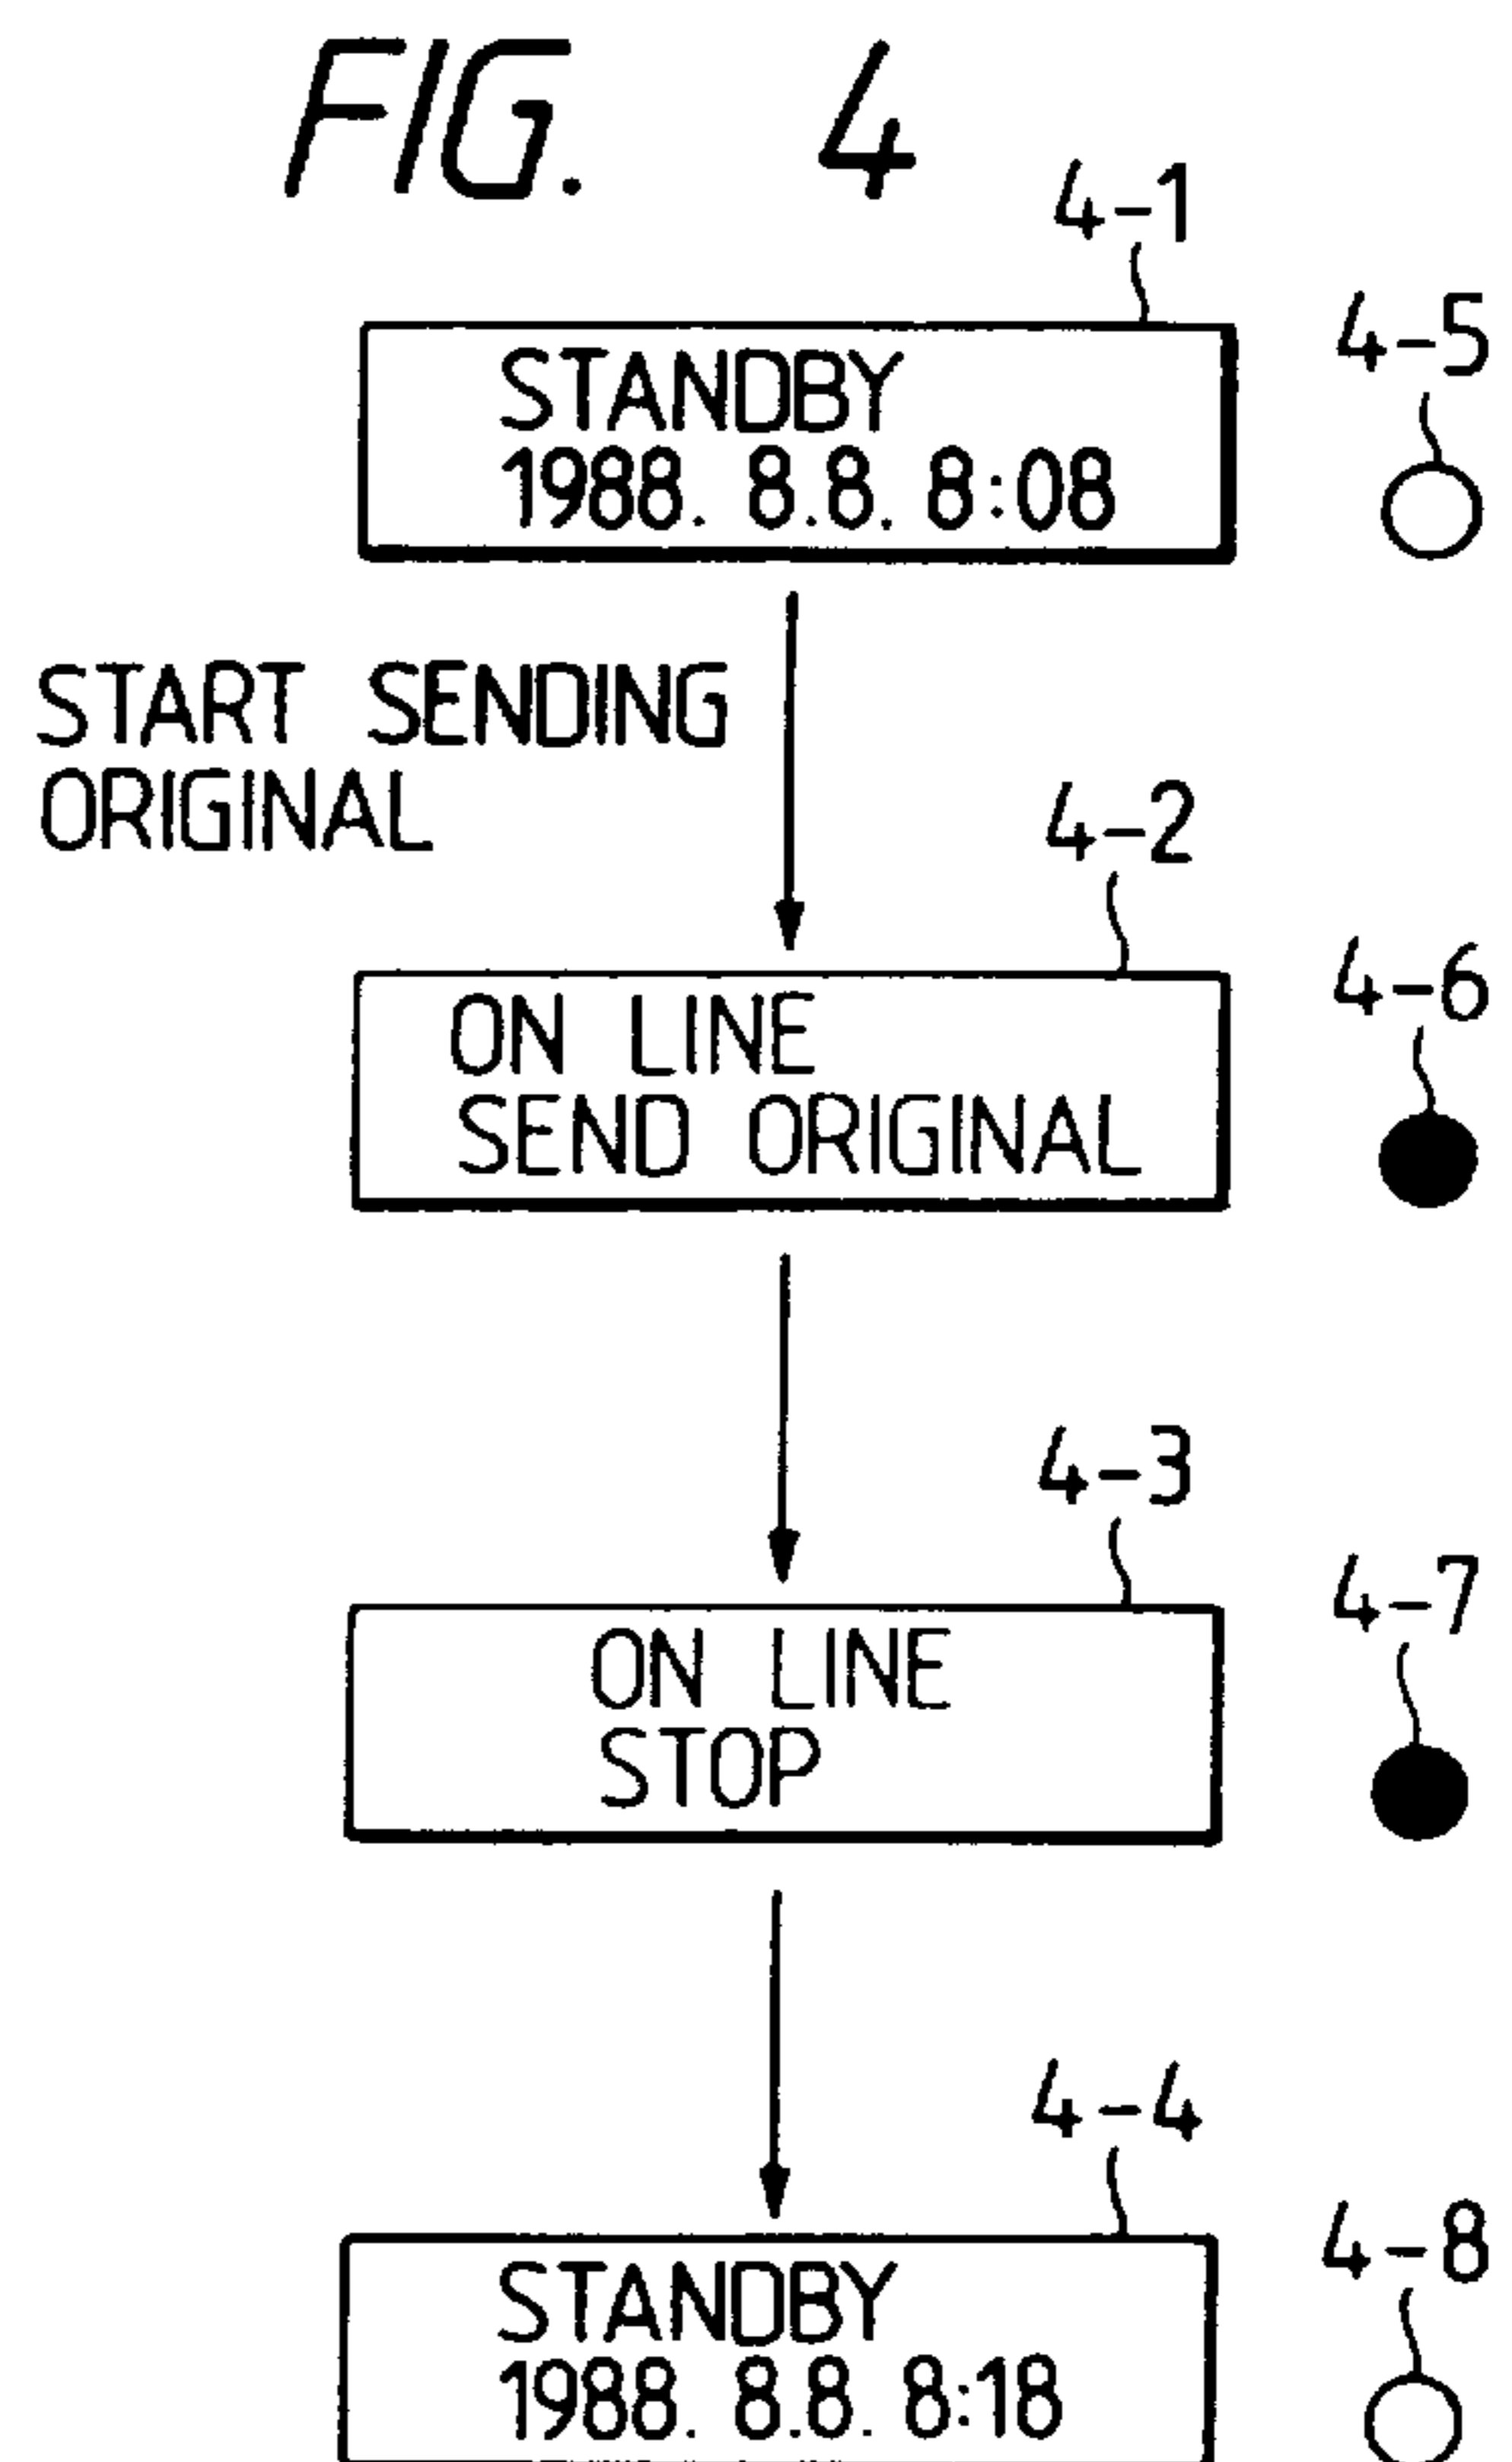 FIG. 4
4-1
4-5
STANDBY
1988. 8.8. 8:08
START SENDING
ORIGINAL
4-2
4-6
ON LINE
SEND ORIGINAL
4-3
4-7
ON LINE
STOP
4-4
4-8
STANDBY
1988. 8.8. 8:18